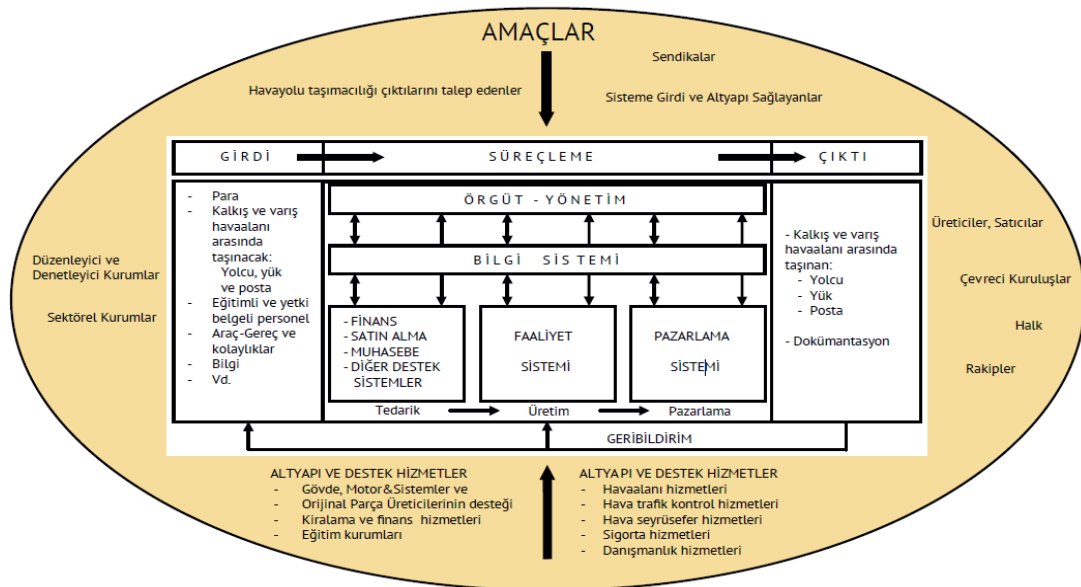 AMAÇLAR
Sendikalar
Havayolu taşımacılığı çıktılarını talep edenler
Sisteme Girdi ve Altyapı Sağlayanlar
GİRDİ
SÜREÇLEME
ÇIKTI
- Para
- Kalkış ve varış
havaalanı
arasında
taşınacak:
Yolcu, yük
ve posta
- Eğitimli ve yetki
belgeli personel
- Araç-Gereç ve
kolaylıklar
- Bilgi
- Vd.
ÖRGÜT - YÖNETİM
BİLGİ SİSTEMİ
- FİNANS
- SATIN ALMA
- MUHASEBE
- DİĞER DESTEK
SİSTEMLER
FAALİYET
SİSTEMİ
PAZARLAMA
SİSTEMİ
Tedarik
Üretim
Pazarlama
- Kalkış ve varış
havaalanı arasında
taşınan:
- Yolcu
- Yük
- Posta
- Dokümantasyon
GERİBİLDİRİM
Düzenleyici ve
Denetleyici Kurumlar
Sektörel Kurumlar
Üreticiler, Satıcılar
Çevreci Kuruluşlar
Halk
Rakipler
ALTYAPI VE DESTEK HİZMETLER
- Gövde, Motor&Sistemler ve
- Orijinal Parça Üreticilerinin desteği
- Kiralama ve finans hizmetleri
- Eğitim kurumları
ALTYAPI VE DESTEK HİZMETLER
- Havaalanı hizmetleri
- Hava trafik kontrol hizmetleri
- Hava seyrüsefer hizmetleri
- Sigorta hizmetleri
- Danışmanlık hizmetleri